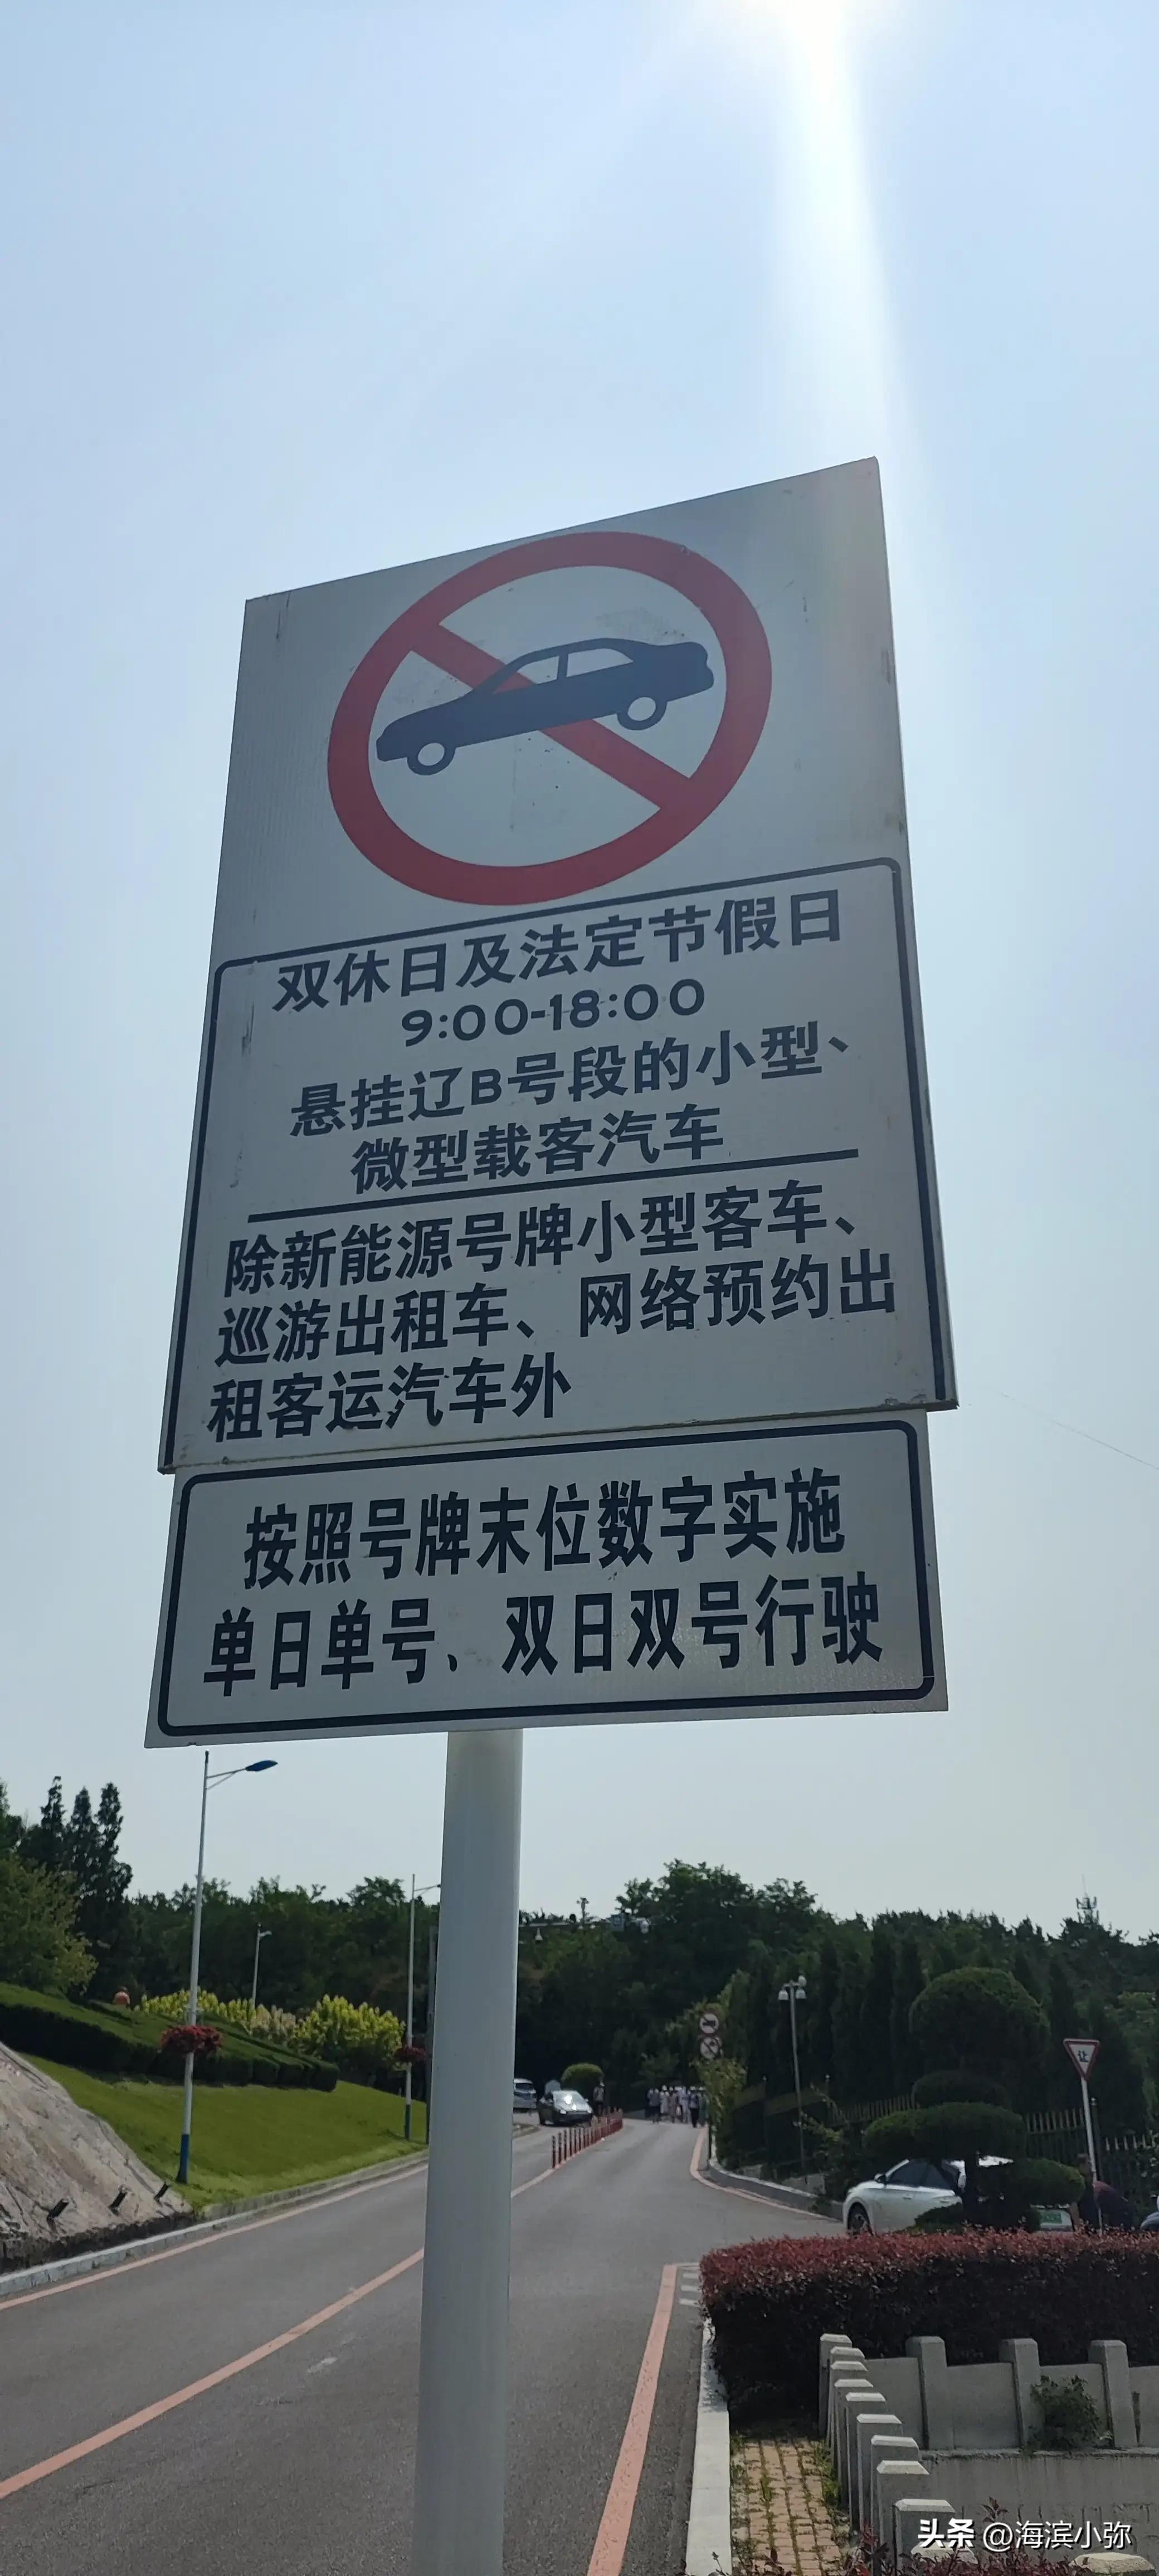 双休日及法定节假日
9:00-18:00
悬挂辽B号段的小型、
微型载客汽车
除新能源号牌小型客车、
巡游出租车、网络预约出
租客运汽车外
按照号牌末位数字实施
单日单号、双日双号行驶
让
头条 @海滨小弥